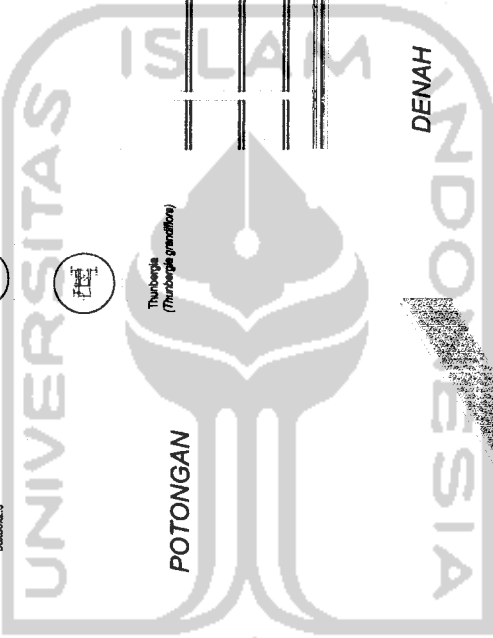 ISLAM
UNIVERSITAS
INDONESIA
DENAH
Thunbergia
(Thunbergia grandiflora)
POTONGAN